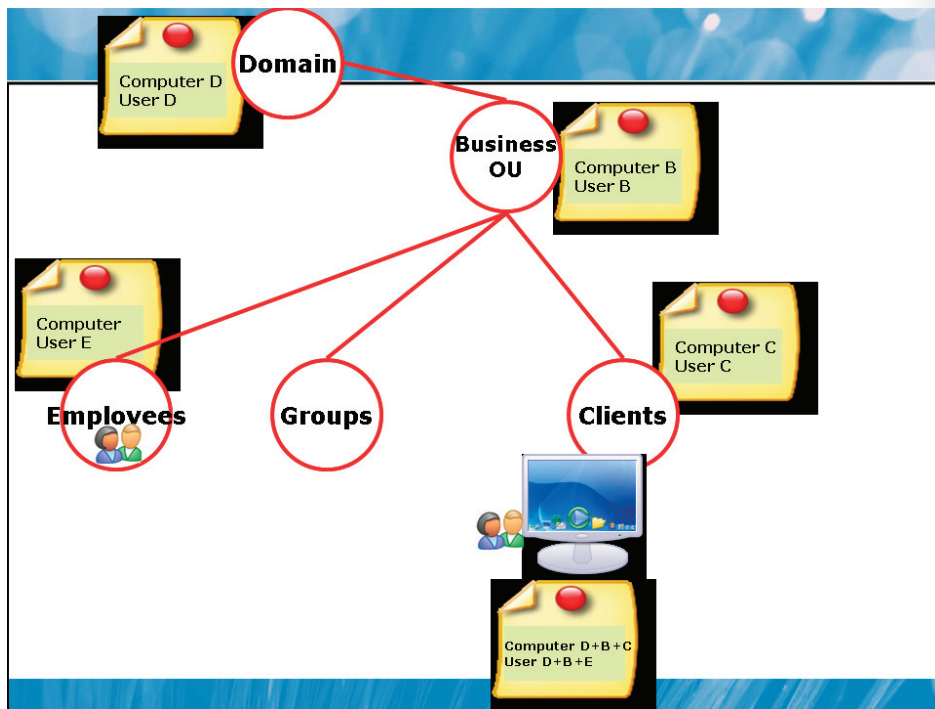 Domain
Computer D
User D
Business
OU
Computer B
User B
Computer
User E
Computer C
User C
Employees
Groups
Clients
Computer D+B+C
User D+B+E